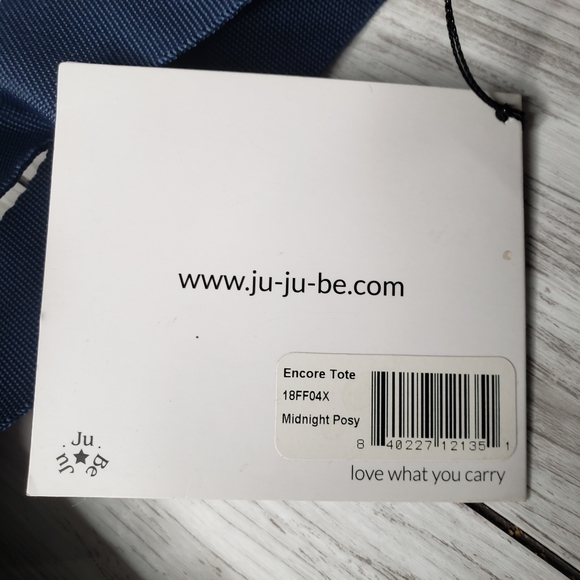 www.ju-ju-be.com
Encore Tote
18FF04X
Midnight Posy
8 40227 12135 1
Ju Ju Be
love what you carry